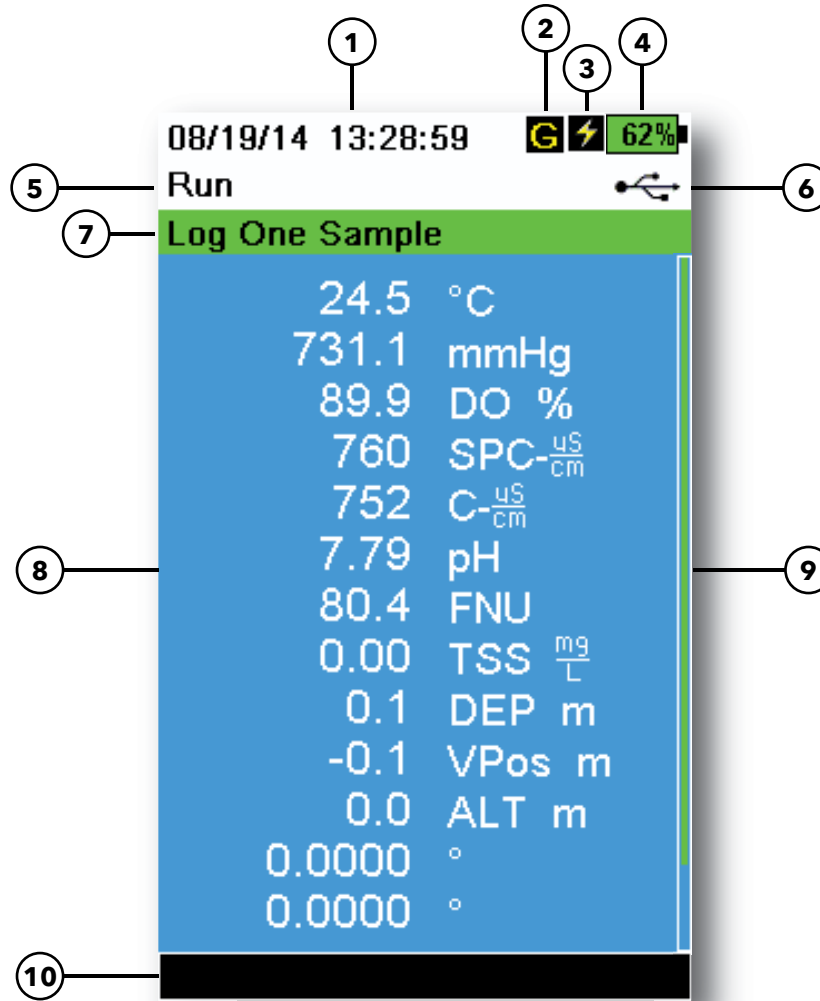 1
2
3
4
08/19/14 13:28:59 G 62%
5
Run
6
7
Log One Sample
24.5 °C
731.1 mmHg
89.9 DO %
760 SPC-uS/cm
752 C-uS/cm
8
7.79 pH
9
80.4 FNU
0.00 TSS mg/L
0.1 DEP m
-0.1 VPos m
0.0 ALT m
0.0000 °
0.0000 °
10